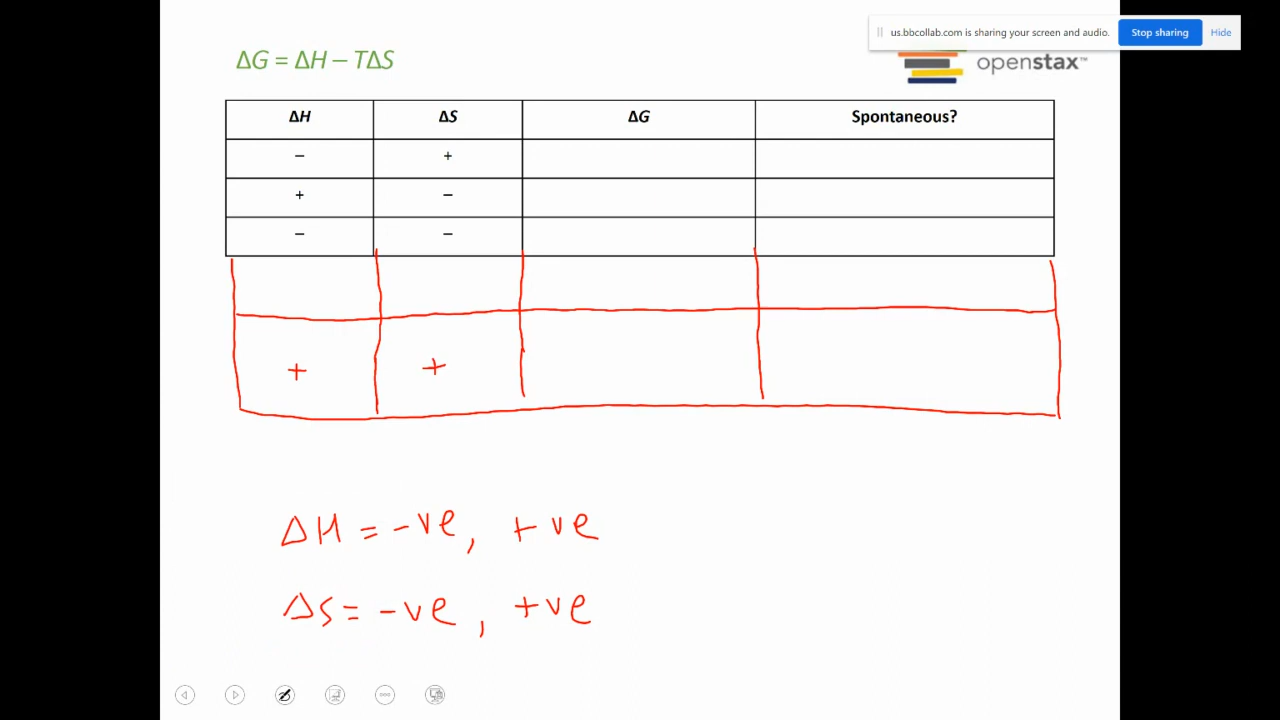 us.bbcollab.com is sharing your screen and audio. Stop sharing Hide
ΔG = ΔH – TΔS
openstax™
ΔH ΔS ΔG Spontaneous?
– +
+ –
– –
+ +
ΔH = -ve, +ve
ΔS = -ve, +ve